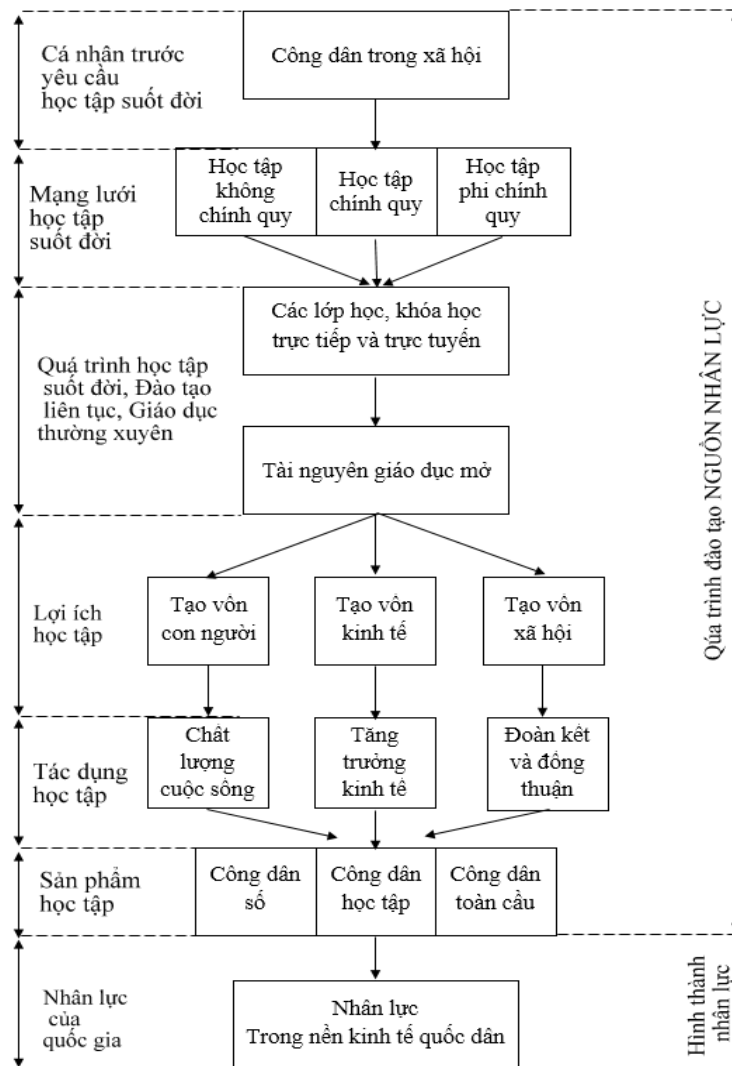 Cá nhân trước
yêu cầu
học tập suốt đời
Công dân trong xã hội
Mạng lưới
học tập
suốt đời
Học tập
không
chính quy
Học tập
chính quy
Học tập
phi chính
quy
Quá trình học tập
suốt đời, Đào tạo
liên tục, Giáo dục
thường xuyên
Các lớp học, khóa học
trực tiếp và trực tuyến
Tài nguyên giáo dục mở
Lợi ích
học tập
Tạo vốn
con người
Tạo vốn
kinh tế
Tạo vốn
xã hội
Tác dụng
học tập
Chất
lượng
cuộc sống
Tăng
trưởng
kinh tế
Đoàn kết
và đồng
thuận
Sản phẩm
học tập
Công dân
số
Công dân
học tập
Công dân
toàn cầu
Nhân lực
của
quốc gia
Nhân lực
Trong nền kinh tế quốc dân
Qúa trình đào tạo NGUỒN NHÂN LỰC
Hình thành
nhân lực